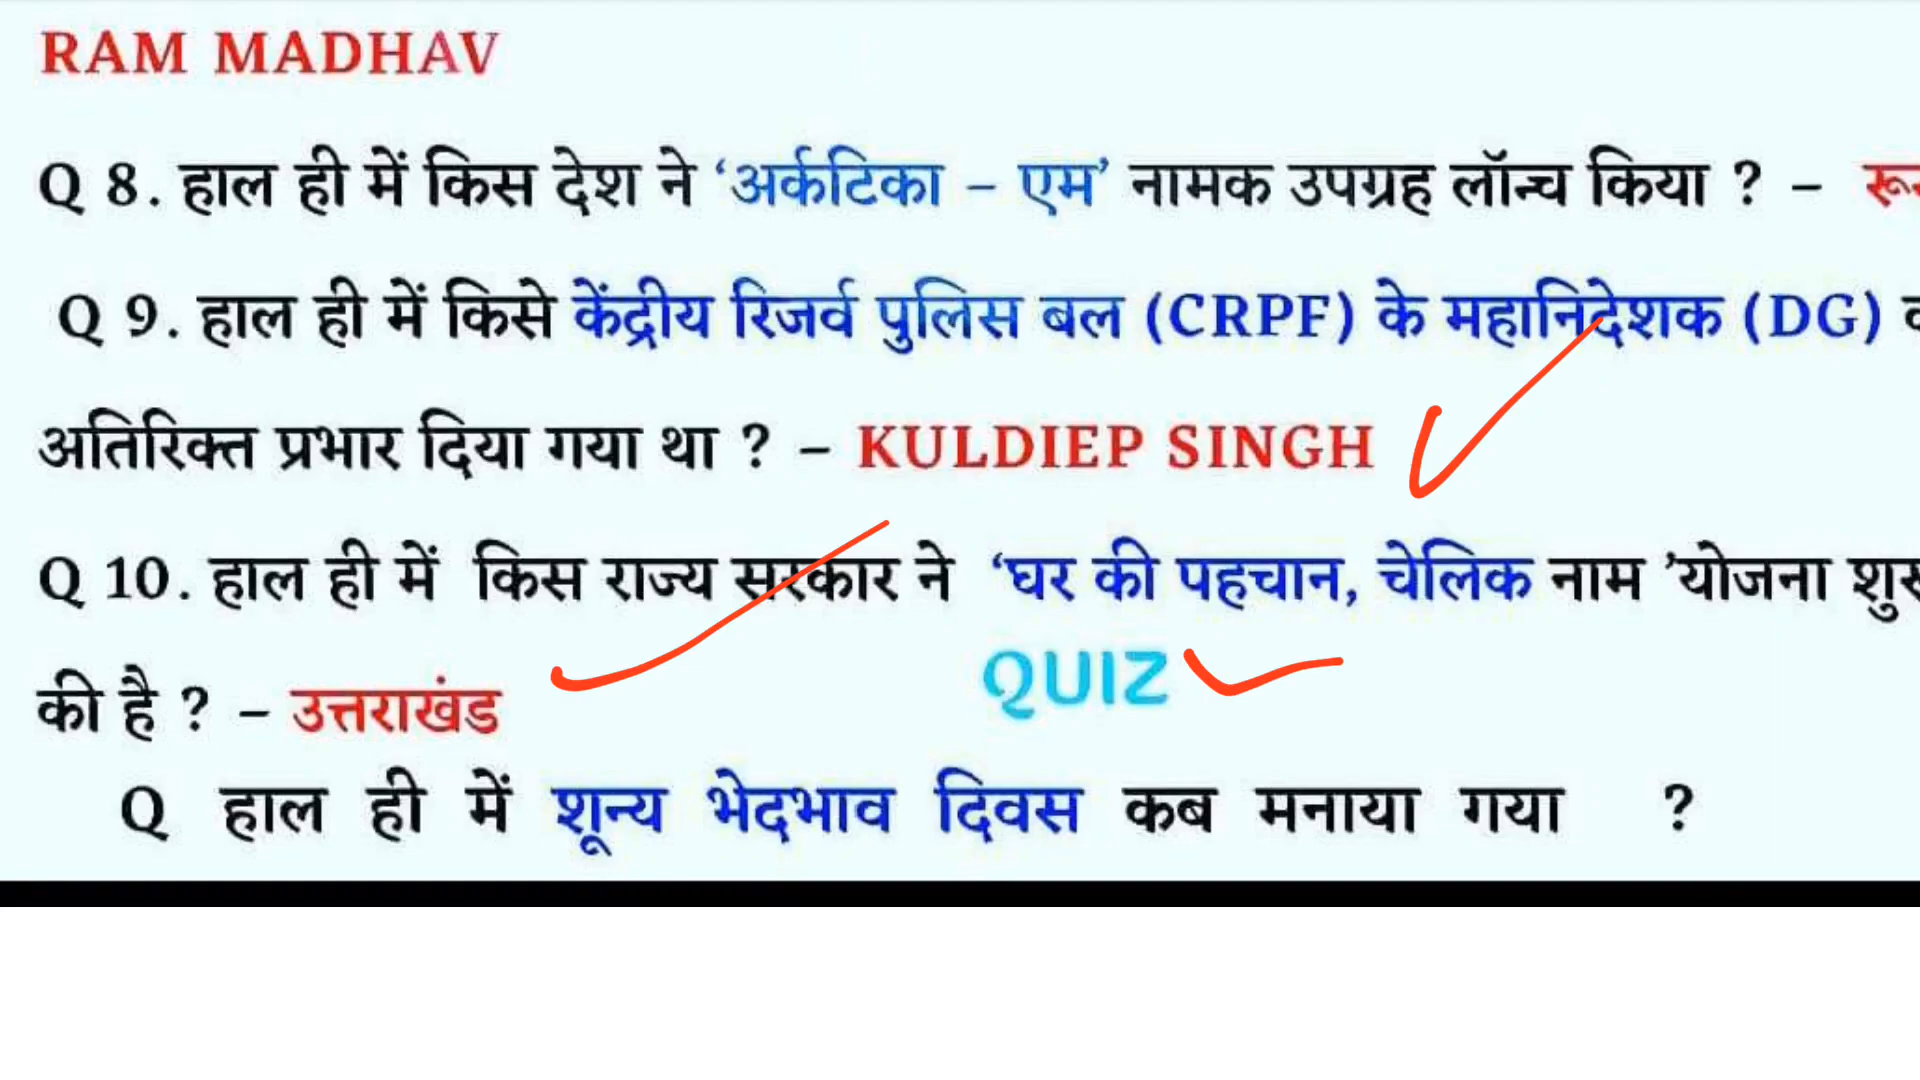 RAM MADHAV
Q 8. हाल ही में किस देश ने ‘अर्कटिका – एम’ नामक उपग्रह लॉन्च किया ? –
Q 9. हाल ही में किसे केंद्रीय रिजर्व पुलिस बल (CRPF) के महानिदेशक (DG)
अतिरिक्त प्रभार दिया गया था ? – KULDIEP SINGH
Q 10. हाल ही में किस राज्य सरकार ने ‘घर की पहचान, चेलिक नाम ’योजना
की है ? – उत्तराखंड
QUIZ
Q हाल ही में शून्य भेदभाव दिवस कब मनाया गया ?